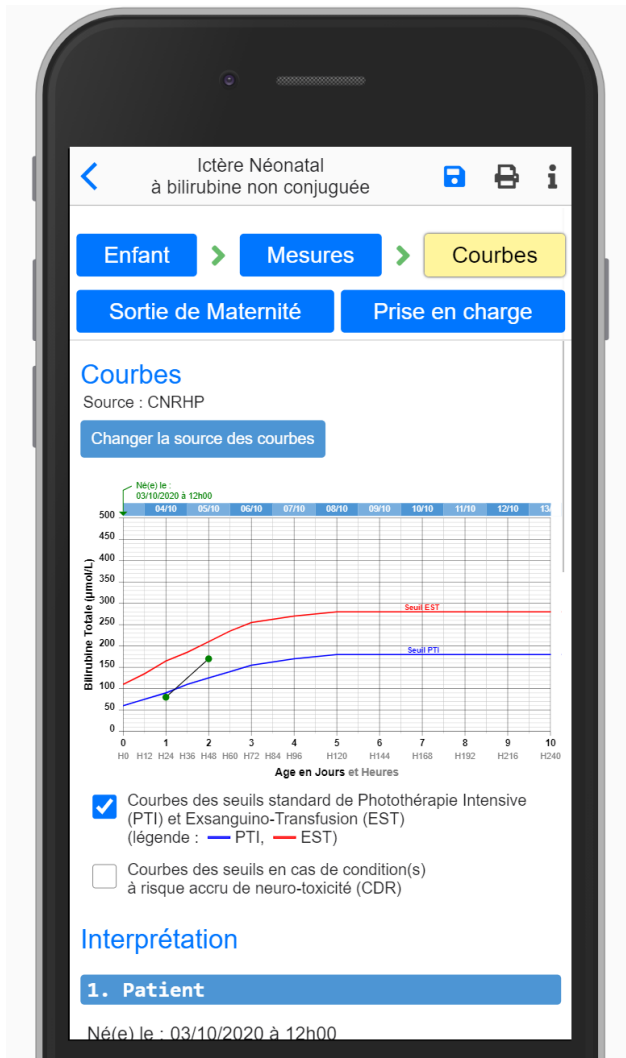 Ictère Néonatal
à bilirubine non conjuguée
Enfant
Mesures
Courbes
Sortie de Maternité
Prise en charge
Courbes
Source : CNRHP
Changer la source des courbes
Né(e) le :
03/10/2020 à 12h00
04/10 05/10 06/10 07/10 08/10 09/10 10/10 11/10 12/10 13/
500
450
400
350
300
250
200
150
100
50
0
Bilirubine Totale (µmol/L)
Seuil EST
Seuil PTI
0 1 2 3 4 5 6 7 8 9 10
H0 H12 H24 H36 H48 H60 H72 H84 H96 H120 H144 H168 H192 H216 H240
Age en Jours et Heures
Courbes des seuils standard de Photothérapie Intensive
(PTI) et Exsanguino-Transfusion (EST)
(légende : PTI, EST)
Courbes des seuils en cas de condition(s)
à risque accru de neuro-toxicité (CDR)
Interprétation
1. Patient
Né(e) le : 03/10/2020 à 12h00